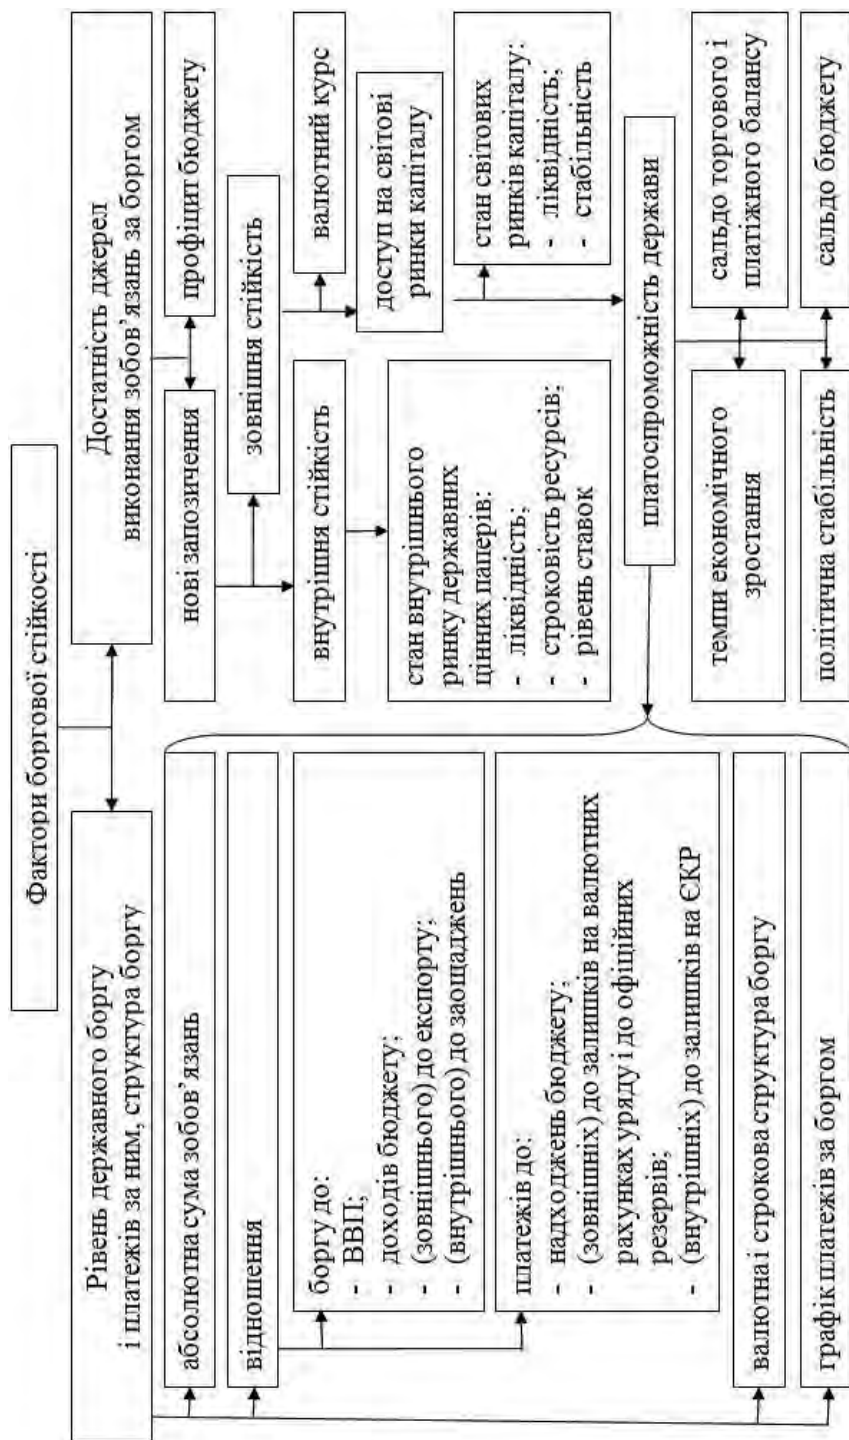 Фактори боргової стійкості
Рівень державного боргу
і платежів за ним, структура боргу
абсолютна сума зобов’язань
відношення
боргу до:
- ВВП;
- доходів бюджету;
- (зовнішнього) до експорту;
- (внутрішнього) до заощаджень
платежів до:
- надходжень бюджету;
- (зовнішніх) до залишків на валютних
рахунках уряду і до офіційних
резервів;
- (внутрішніх) до залишків на ЄКР
валютна і строкова структура боргу
графік платежів за боргом
Достатність джерел
виконання зобов’язань за боргом
нові запозичення
профіцит бюджету
зовнішня стійкість
внутрішня стійкість
валютний курс
стан внутрішнього
ринку державних
цінних паперів:
- ліквідність;
- строковість ресурсів;
- рівень ставок
доступ на світові
ринки капіталу
стан світових
ринків капіталу:
- ліквідність;
- стабільність
платоспроможність держави
темпи економічного
зростання
сальдо торгового і
платіжного балансу
політична стабільність
сальдо бюджету